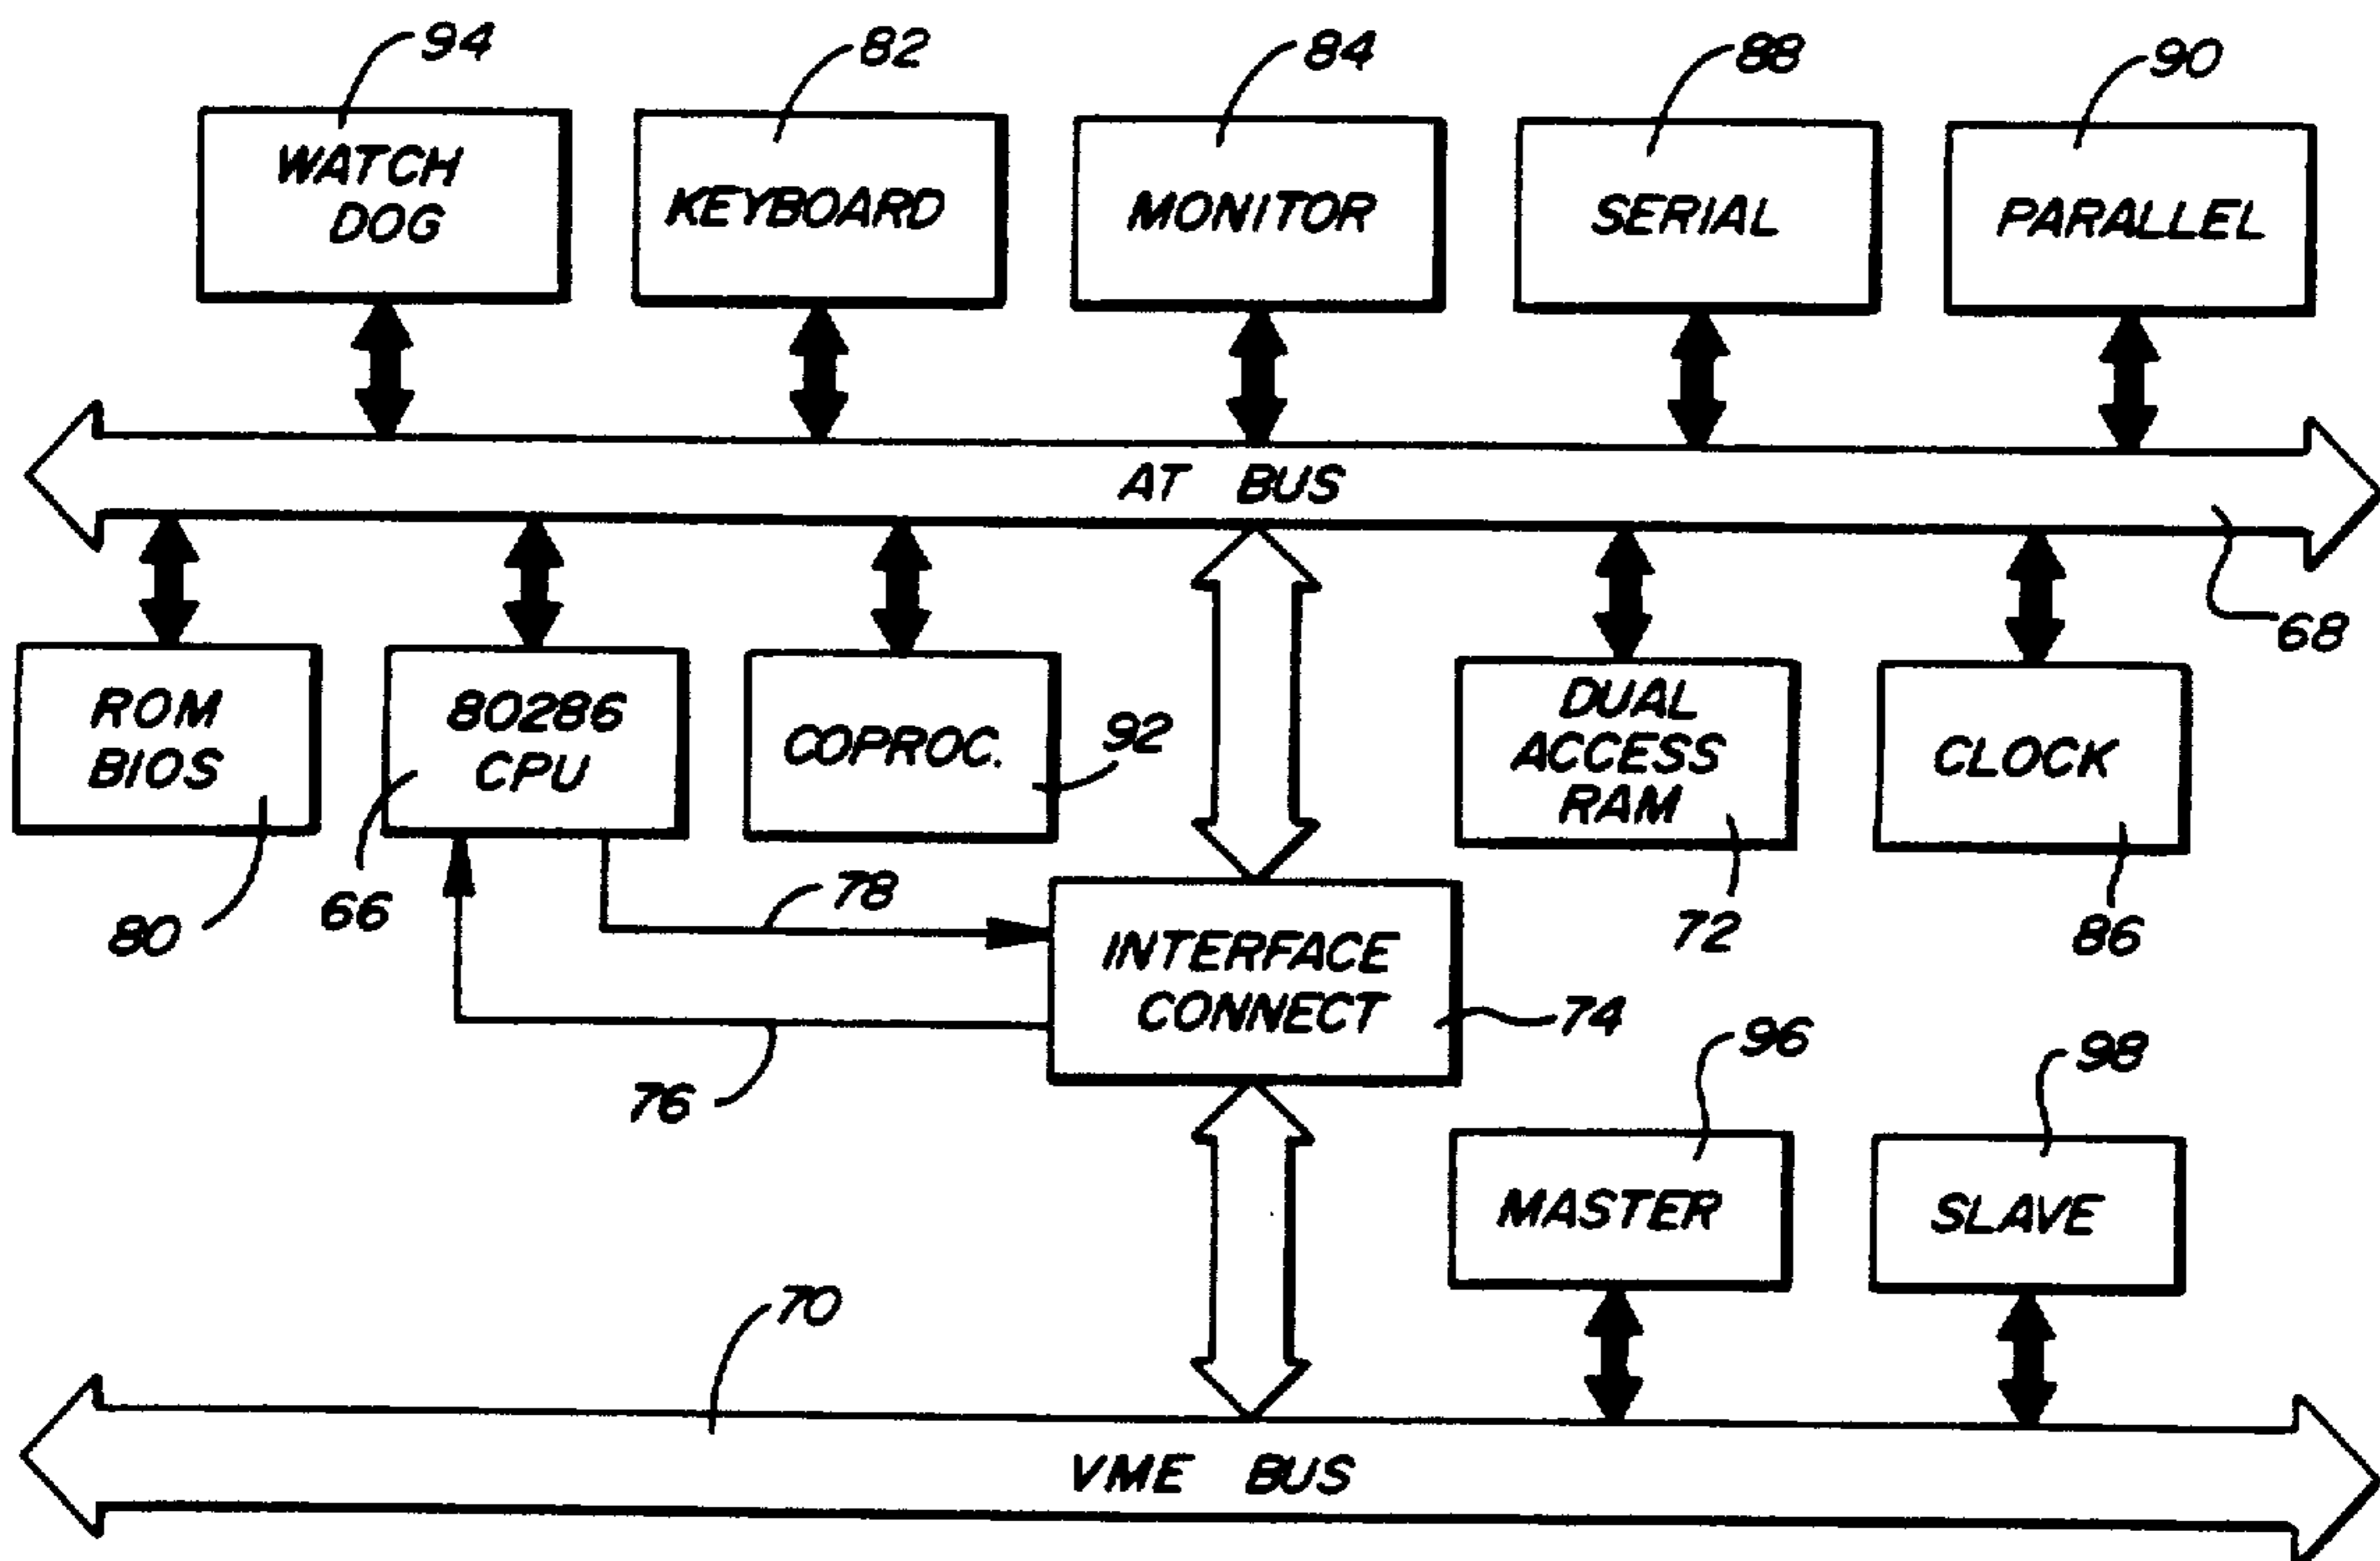 94
82
84
88
90
WATCH
DOG
KEYBOARD
MONITOR
SERIAL
PARALLEL
AT BUS
68
ROM
BIOS
80286
CPU
COPROC.
92
DUAL
ACCESS
RAM
CLOCK
80
66
78
72
86
INTERFACE
CONNECT
74
76
96
98
MASTER
SLAVE
70
VME BUS